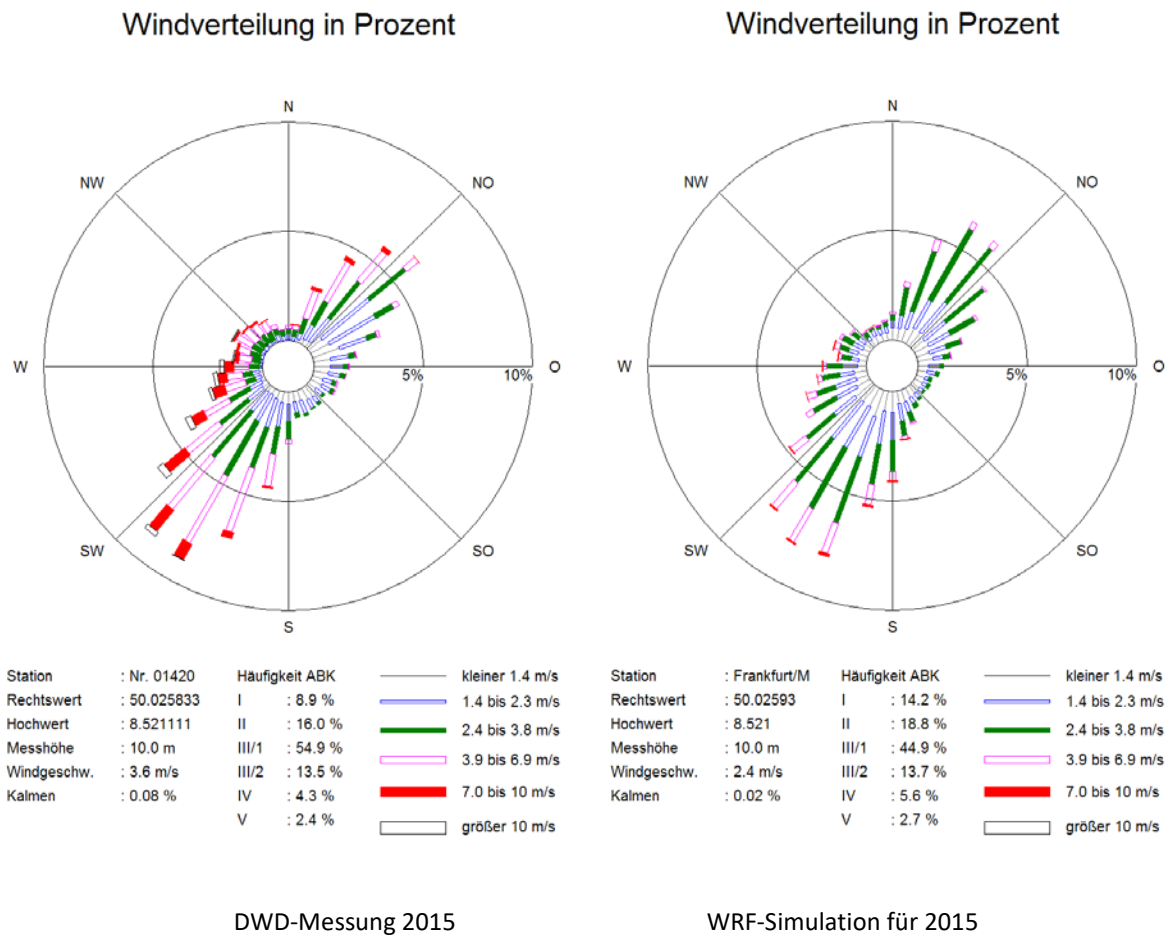 Windverteilung in Prozent
N
NW
NO
W
O
5%
10%
SW
SO
S
Station : Nr. 01420 Häufigkeit ABK kleiner 1.4 m/s
Rechtswert : 50.025833 I : 8.9 % 1.4 bis 2.3 m/s
Hochwert : 8.521111 II : 16.0 % 2.4 bis 3.8 m/s
Messhöhe : 10.0 m III/1 : 54.9 % 3.9 bis 6.9 m/s
Windgeschw. : 3.6 m/s III/2 : 13.5 %
Kalmen : 0.08 % IV : 4.3 % 7.0 bis 10 m/s
V : 2.4 % größer 10 m/s
DWD-Messung 2015
Windverteilung in Prozent
N
NW
NO
W
O
5%
10%
SW
SO
S
Station : Frankfurt/M Häufigkeit ABK kleiner 1.4 m/s
Rechtswert : 50.02593 I : 14.2 % 1.4 bis 2.3 m/s
Hochwert : 8.521 II : 18.8 % 2.4 bis 3.8 m/s
Messhöhe : 10.0 m III/1 : 44.9 % 3.9 bis 6.9 m/s
Windgeschw. : 2.4 m/s III/2 : 13.7 %
Kalmen : 0.02 % IV : 5.6 % 7.0 bis 10 m/s
V : 2.7 % größer 10 m/s
WRF-Simulation für 2015